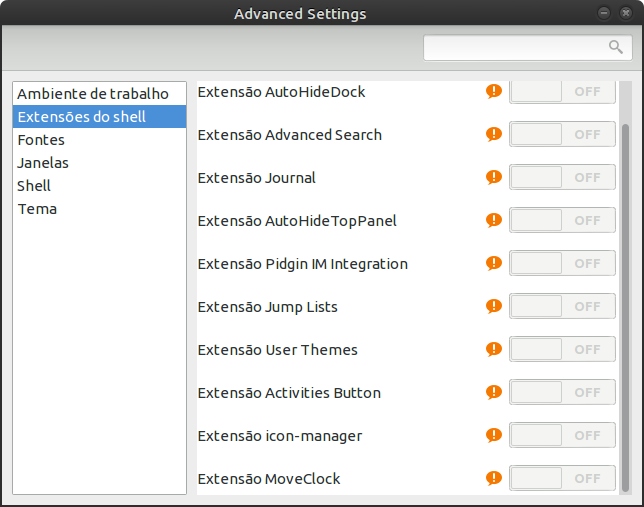 Advanced Settings
Ambiente de trabalho
Extensões do shell
Fontes
Janelas
Shell
Tema
Extensão AutoHideDock OFF
Extensão Advanced Search OFF
Extensão Journal OFF
Extensão AutoHideTopPanel OFF
Extensão Pidgin IM Integration OFF
Extensão Jump Lists OFF
Extensão User Themes OFF
Extensão Activities Button OFF
Extensão icon-manager OFF
Extensão MoveClock OFF